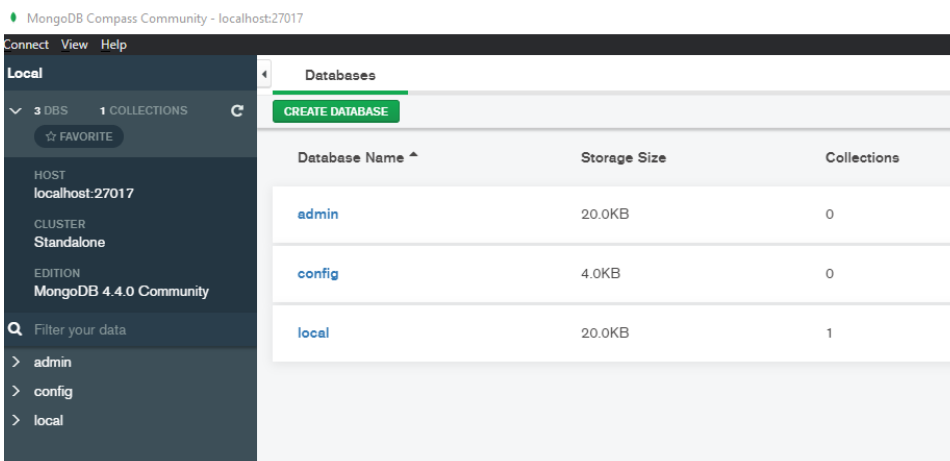 MongoDB Compass Community - localhost:27017
Connect View Help
Local
Databases
3 DBS 1 COLLECTIONS
FAVORITE
CREATE DATABASE
HOST
localhost:27017
CLUSTER
Standalone
EDITION
MongoDB 4.4.0 Community
Filter your data
admin
config
local
Database Name Storage Size Collections
admin 20.0KB 0
config 4.0KB 0
local 20.0KB 1